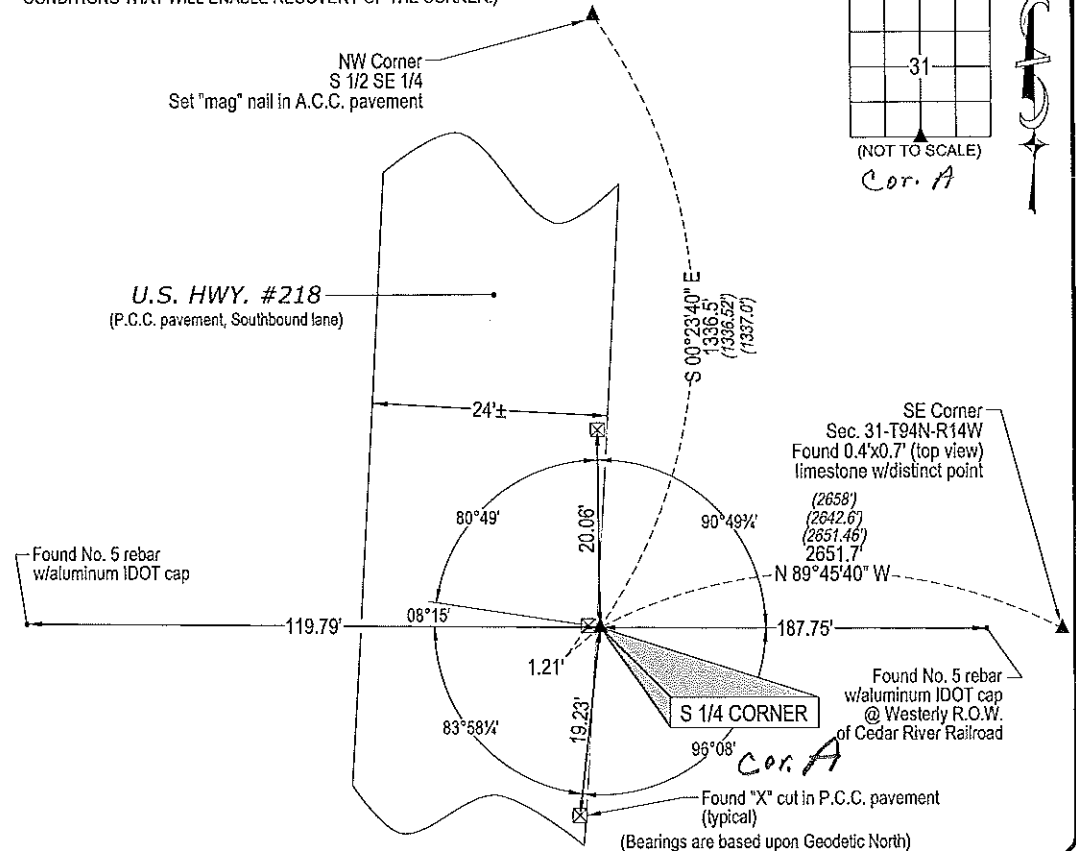 CONDITIONS THAT WILL ENABLE RECOVERY OF THE CORNER.)
NW Corner
S 1/2 SE 1/4
Set "mag" nail in A.C.C. pavement
31
(NOT TO SCALE)
Cor. A
U.S. HWY. #218
(P.C.C. pavement, Southbound lane)
S 00°23'40" E
1336.5'
(1336.52')
(1337.0')
24'±
SE Corner
Sec. 31-T94N-R14W
Found 0.4'x0.7' (top view)
limestone w/distinct point
(2658')
(2642.6')
(2651.46')
2651.7'
N 89°45'40" W
80°49'
20.06'
90°49¾'
Found No. 5 rebar
w/aluminum IDOT cap
119.79'
08°15'
187.75'
1.21'
Found No. 5 rebar
w/aluminum IDOT cap
@ Westerly R.O.W.
of Cedar River Railroad
S 1/4 CORNER
83°58¼'
19.23'
96°08'
Cor. A
Found "X" cut in P.C.C. pavement
(typical)
(Bearings are based upon Geodetic North)